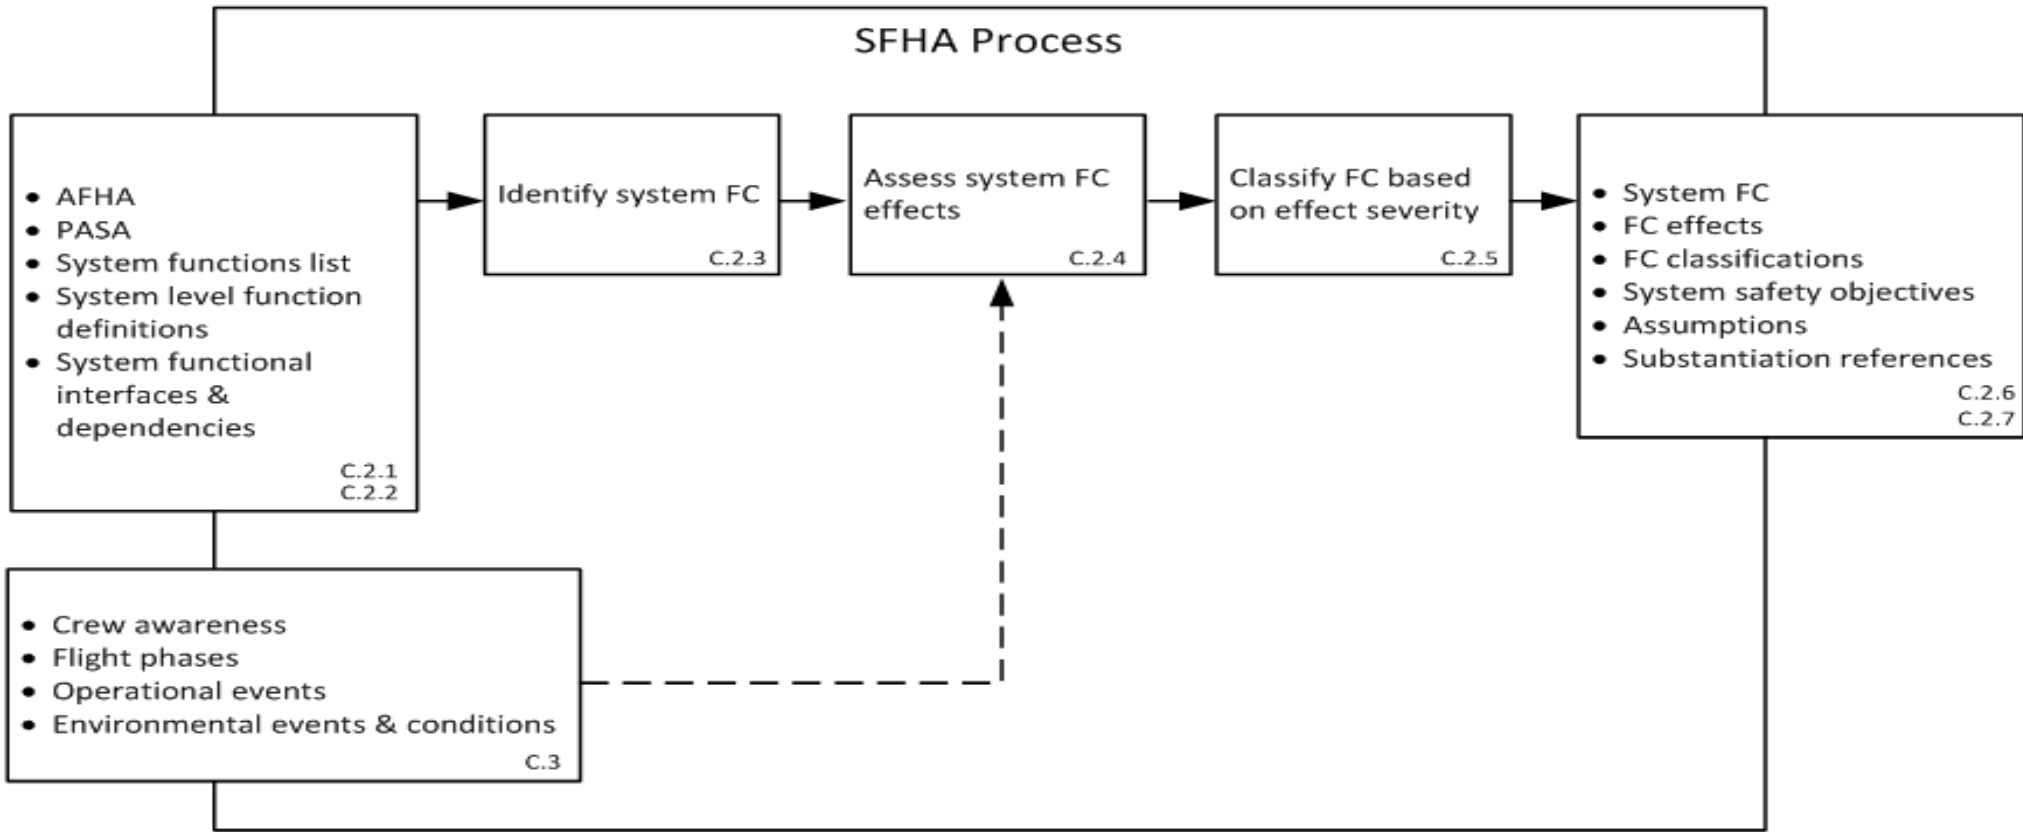 SFHA Process
• AFHA
• PASA
• System functions list
• System level function
definitions
• System functional
interfaces &
dependencies
C.2.1
C.2.2
Identify system FC
C.2.3
Assess system FC
effects
C.2.4
Classify FC based
on effect severity
C.2.5
• System FC
• FC effects
• FC classifications
• System safety objectives
• Assumptions
• Substantiation references
C.2.6
C.2.7
• Crew awareness
• Flight phases
• Operational events
• Environmental events & conditions
C.3